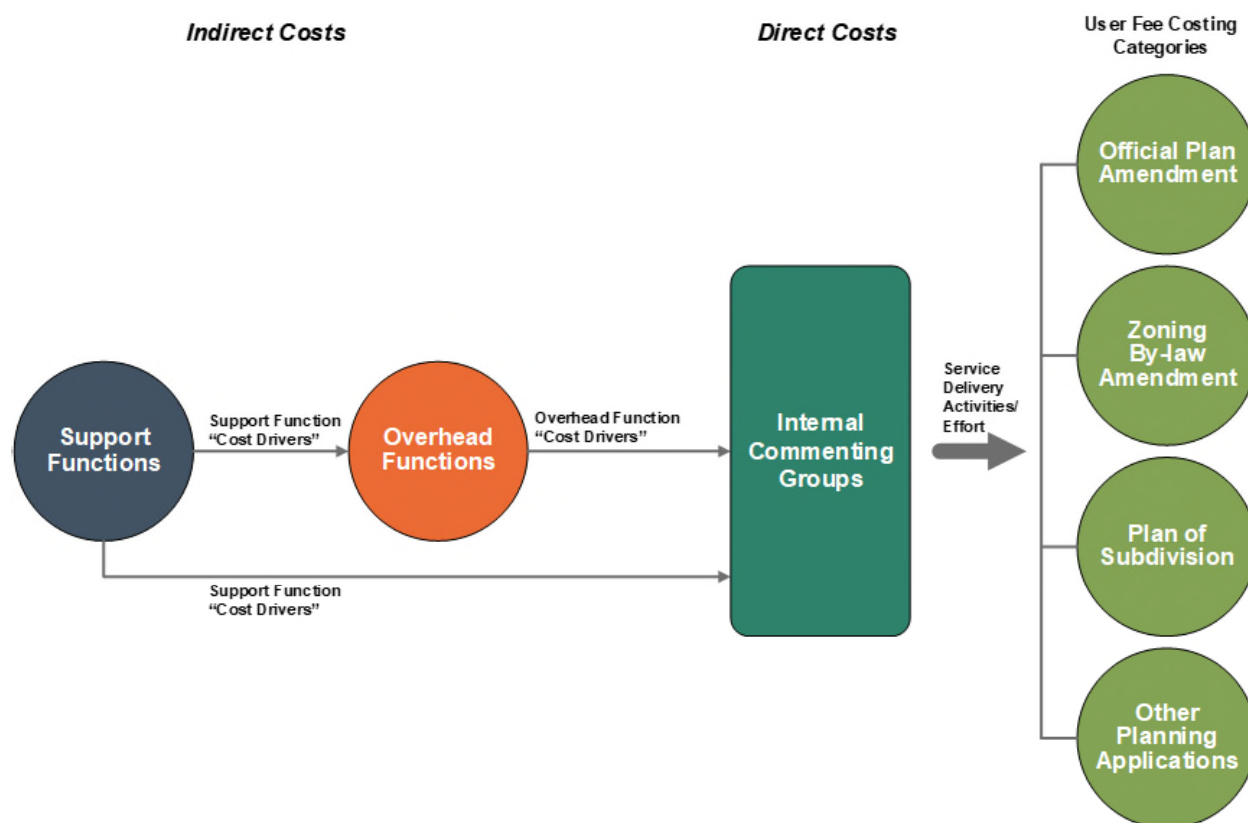 Indirect Costs
Direct Costs
User Fee Costing
Categories
Official Plan
Amendment
Zoning
By-law
Amendment
Service
Delivery
Activities/
Effort
Support
Functions
Support Function
“Cost Drivers”
Overhead
Functions
Overhead Function
“Cost Drivers”
Internal
Commenting
Groups
Support Function
“Cost Drivers”
Plan of
Subdivision
Other
Planning
Applications